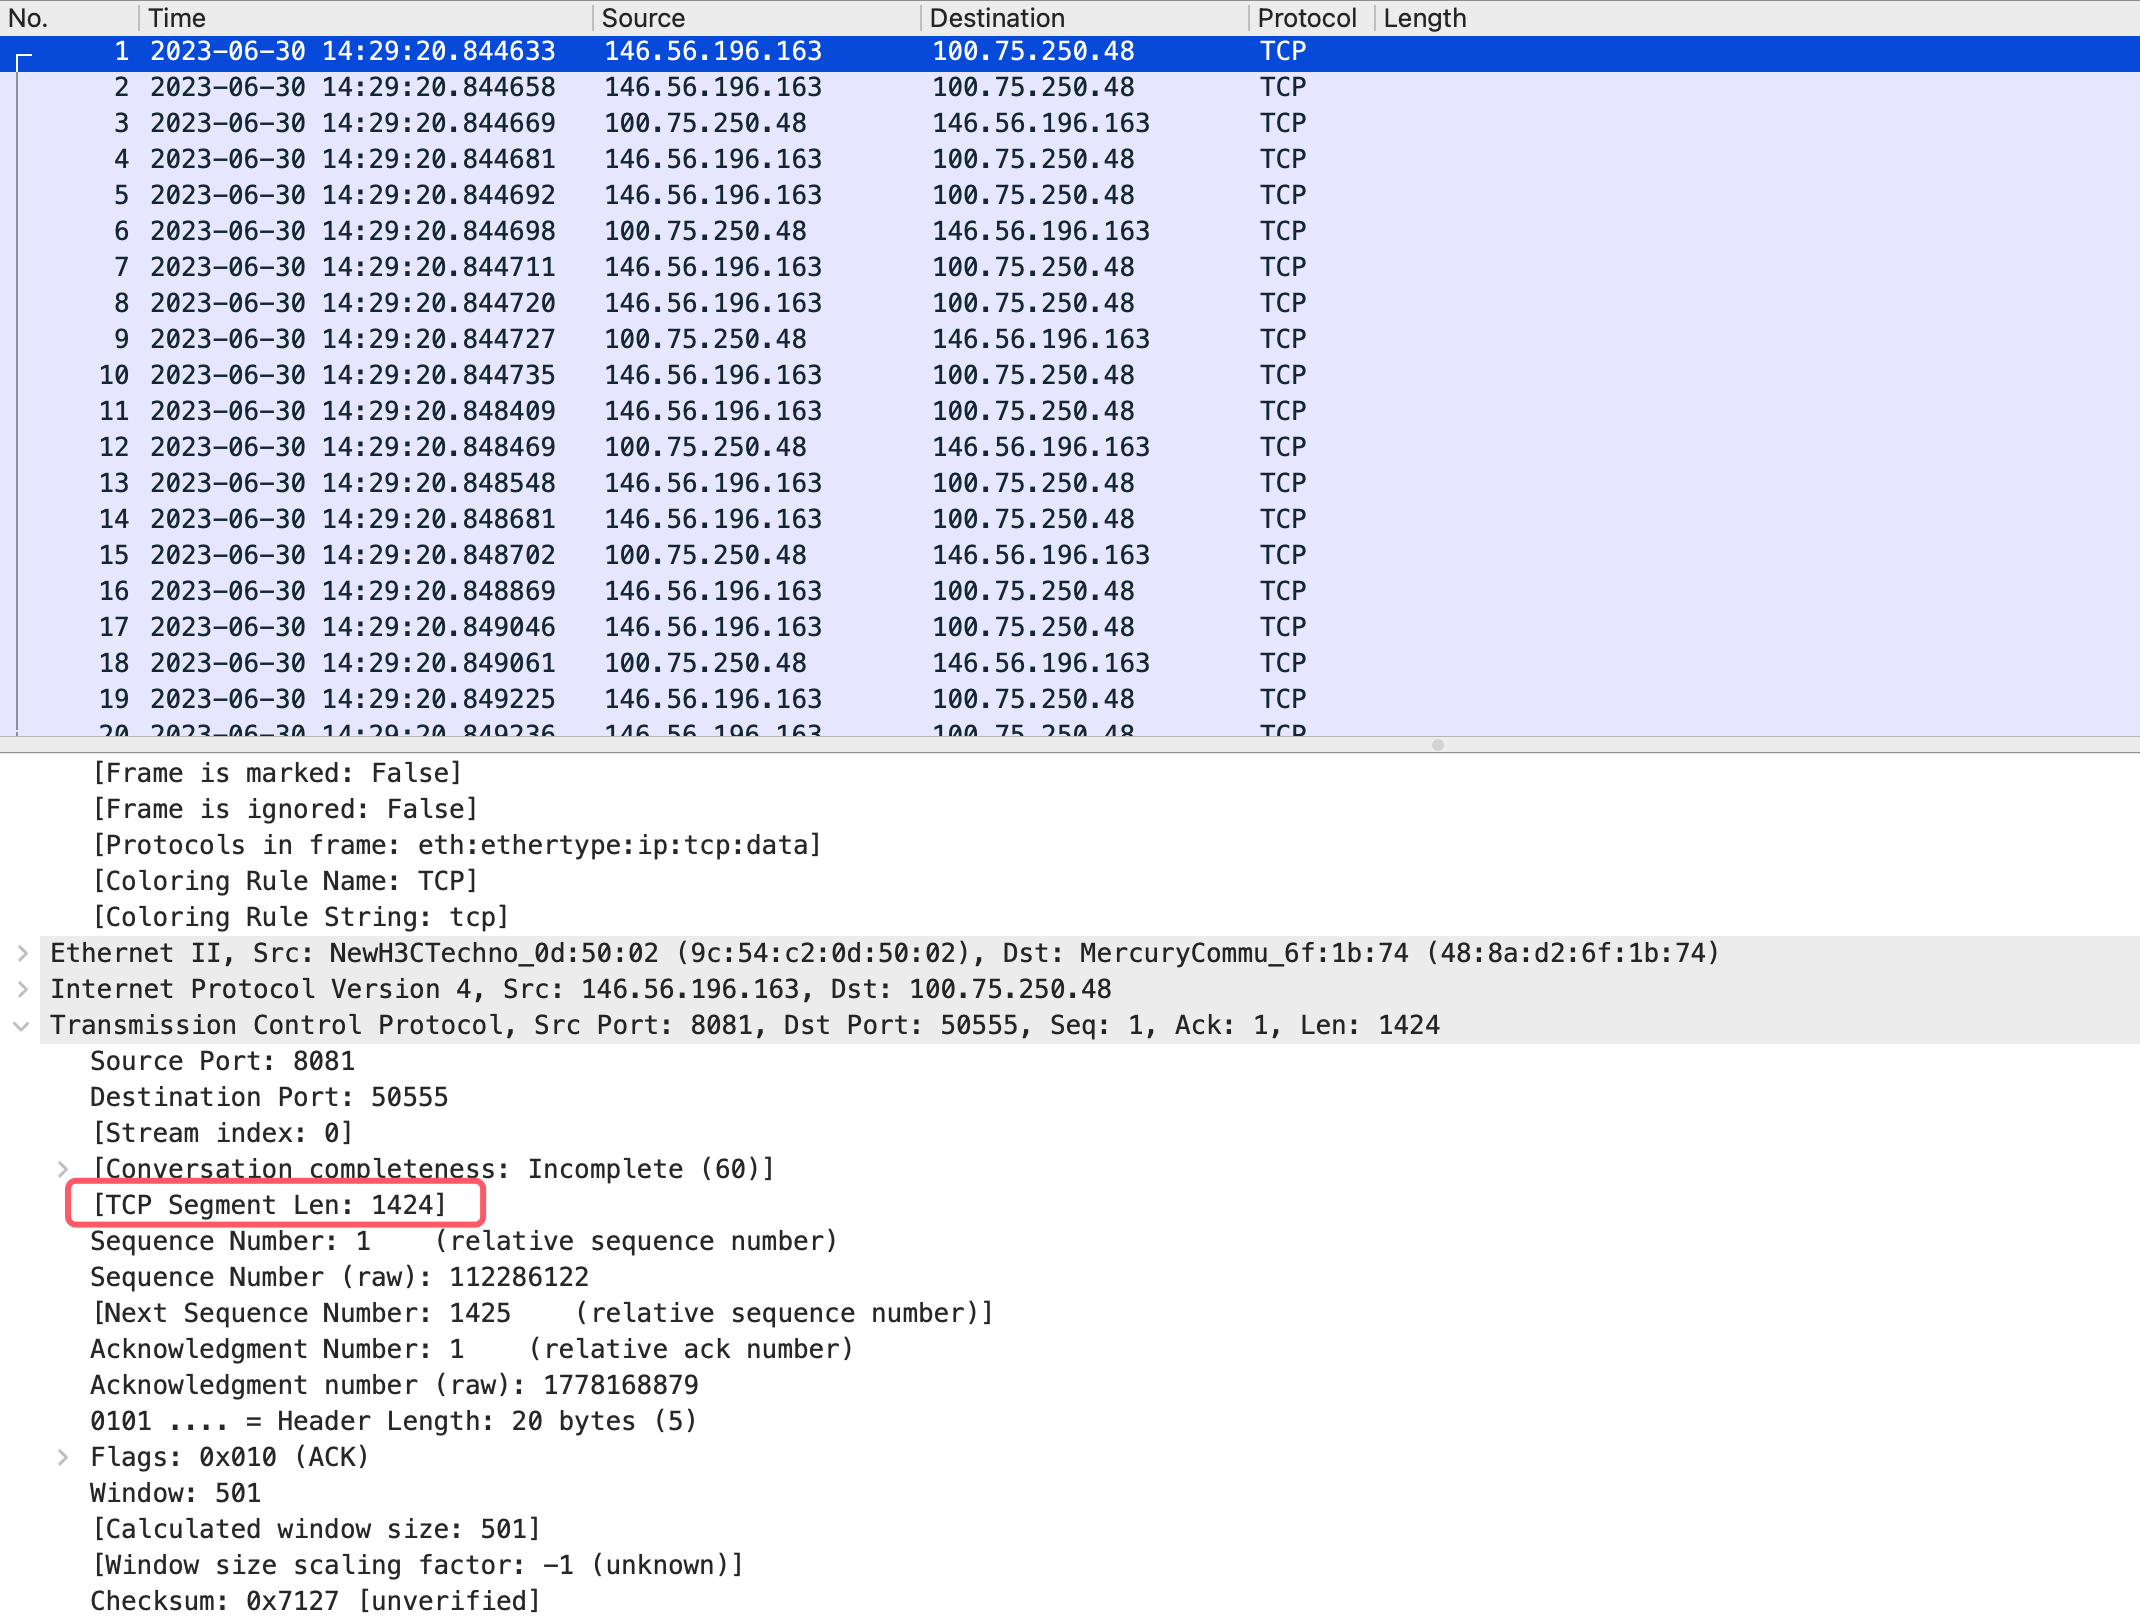 No. Time Source Destination Protocol Length
1 2023-06-30 14:29:20.844633 146.56.196.163 100.75.250.48 TCP
2 2023-06-30 14:29:20.844658 146.56.196.163 100.75.250.48 TCP
3 2023-06-30 14:29:20.844669 100.75.250.48 146.56.196.163 TCP
4 2023-06-30 14:29:20.844681 146.56.196.163 100.75.250.48 TCP
5 2023-06-30 14:29:20.844692 146.56.196.163 100.75.250.48 TCP
6 2023-06-30 14:29:20.844698 100.75.250.48 146.56.196.163 TCP
7 2023-06-30 14:29:20.844711 146.56.196.163 100.75.250.48 TCP
8 2023-06-30 14:29:20.844720 146.56.196.163 100.75.250.48 TCP
9 2023-06-30 14:29:20.844727 100.75.250.48 146.56.196.163 TCP
10 2023-06-30 14:29:20.844735 146.56.196.163 100.75.250.48 TCP
11 2023-06-30 14:29:20.848409 146.56.196.163 100.75.250.48 TCP
12 2023-06-30 14:29:20.848469 100.75.250.48 146.56.196.163 TCP
13 2023-06-30 14:29:20.848548 146.56.196.163 100.75.250.48 TCP
14 2023-06-30 14:29:20.848681 146.56.196.163 100.75.250.48 TCP
15 2023-06-30 14:29:20.848702 100.75.250.48 146.56.196.163 TCP
16 2023-06-30 14:29:20.848869 146.56.196.163 100.75.250.48 TCP
17 2023-06-30 14:29:20.849046 146.56.196.163 100.75.250.48 TCP
18 2023-06-30 14:29:20.849061 100.75.250.48 146.56.196.163 TCP
19 2023-06-30 14:29:20.849225 146.56.196.163 100.75.250.48 TCP
20 2023-06-30 14:29:20.849236 146.56.196.163 100.75.250.48 TCP
[Frame is marked: False]
[Frame is ignored: False]
[Protocols in frame: eth:ethertype:ip:tcp:data]
[Coloring Rule Name: TCP]
[Coloring Rule String: tcp]
Ethernet II, Src: NewH3CTechno_0d:50:02 (9c:54:c2:0d:50:02), Dst: MercuryCommu_6f:1b:74 (48:8a:d2:6f:1b:74)
Internet Protocol Version 4, Src: 146.56.196.163, Dst: 100.75.250.48
Transmission Control Protocol, Src Port: 8081, Dst Port: 50555, Seq: 1, Ack: 1, Len: 1424
Source Port: 8081
Destination Port: 50555
[Stream index: 0]
[Conversation completeness: Incomplete (60)]
[TCP Segment Len: 1424]
Sequence Number: 1 (relative sequence number)
Sequence Number (raw): 112286122
[Next Sequence Number: 1425 (relative sequence number)]
Acknowledgment Number: 1 (relative ack number)
Acknowledgment number (raw): 1778168879
0101 .... = Header Length: 20 bytes (5)
Flags: 0x010 (ACK)
Window: 501
[Calculated window size: 501]
[Window size scaling factor: -1 (unknown)]
Checksum: 0x7127 [unverified]